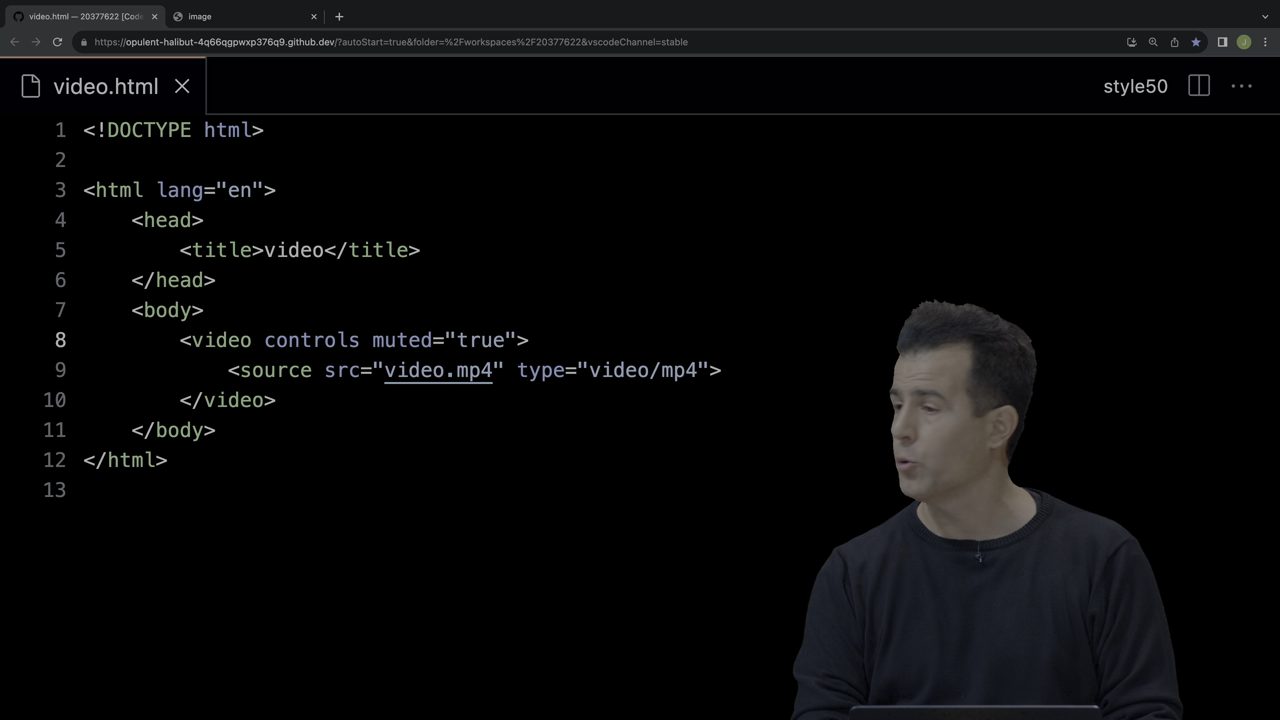 video.html — 20377622 [Code
image
https://opulent-halibut-4q66qgpwxp376q9.github.dev/?autoStart=true&folder=%2Fworkspaces%2F20377622&vscodeChannel=stable
J
video.html
style50
1 <!DOCTYPE html>
2
3 <html lang="en">
4 <head>
5 <title>video</title>
6 </head>
7 <body>
8 <video controls muted="true">
9 <source src="video.mp4" type="video/mp4">
10 </video>
11 </body>
12 </html>
13